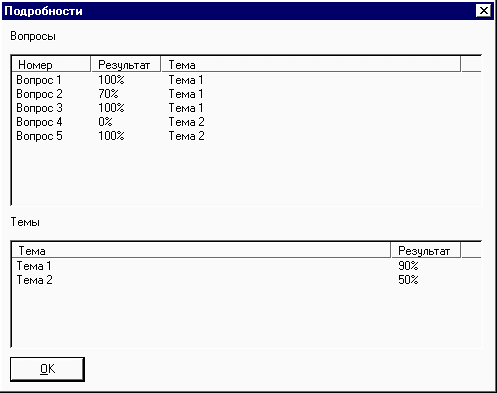 Подробности
Вопросы
Номер Результат Тема
Вопрос 1 100% Тема 1
Вопрос 2 70% Тема 1
Вопрос 3 100% Тема 1
Вопрос 4 0% Тема 2
Вопрос 5 100% Тема 2
Темы
Тема Результат
Тема 1 90%
Тема 2 50%
OK